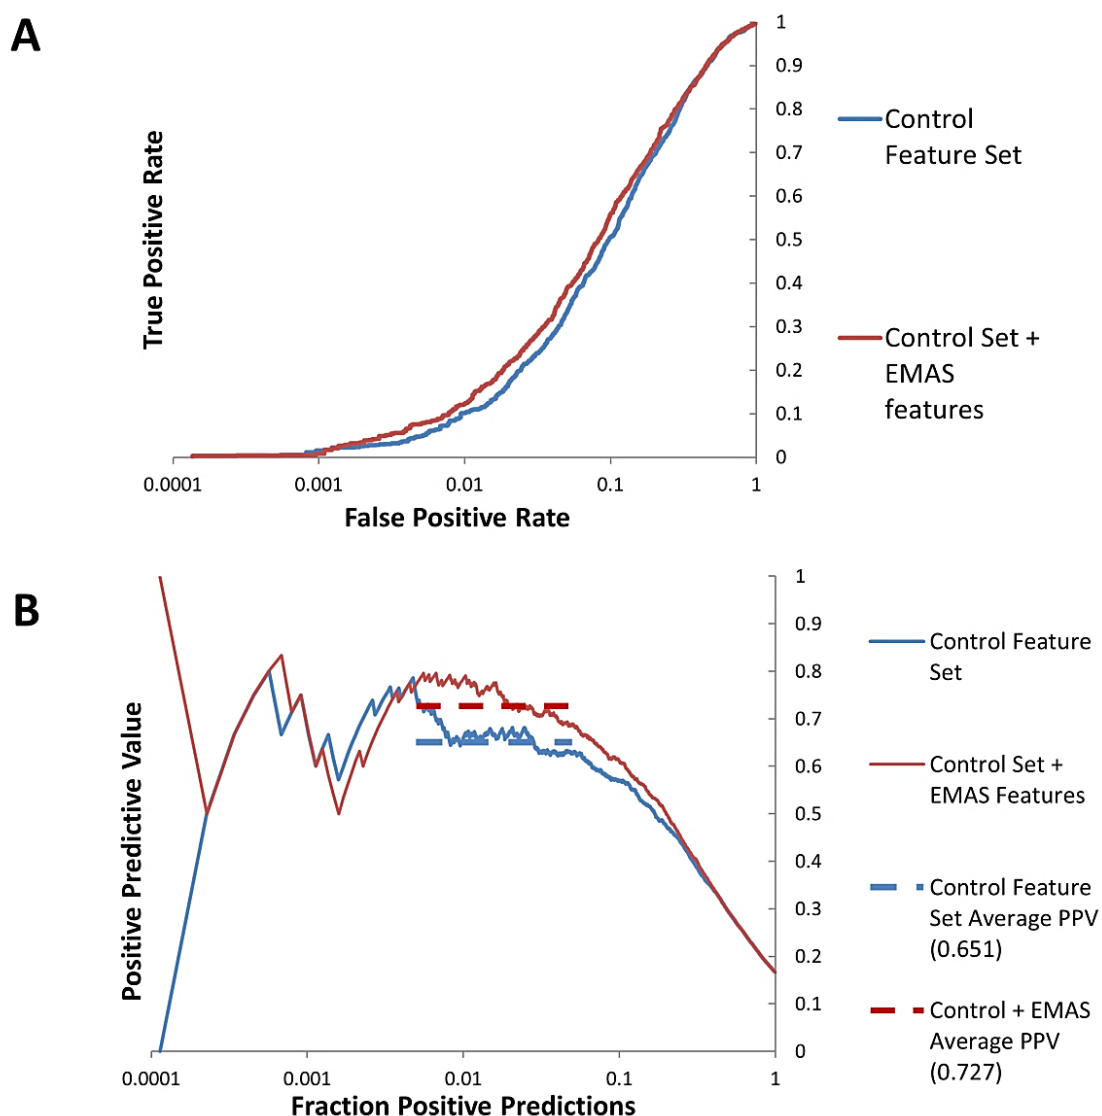 A
True Positive Rate
1
0.9
0.8
0.7
0.6
0.5
0.4
0.3
0.2
0.1
0
0.0001 0.001 0.01 0.1 1
False Positive Rate
Control
Feature Set
Control Set +
EMAS
features
B
Positive Predictive Value
1
0.9
0.8
0.7
0.6
0.5
0.4
0.3
0.2
0.1
0
0.0001 0.001 0.01 0.1 1
Fraction Positive Predictions
Control Feature
Set
Control Set +
EMAS Features
Control Feature
Set Average PPV
(0.651)
Control + EMAS
Average PPV
(0.727)